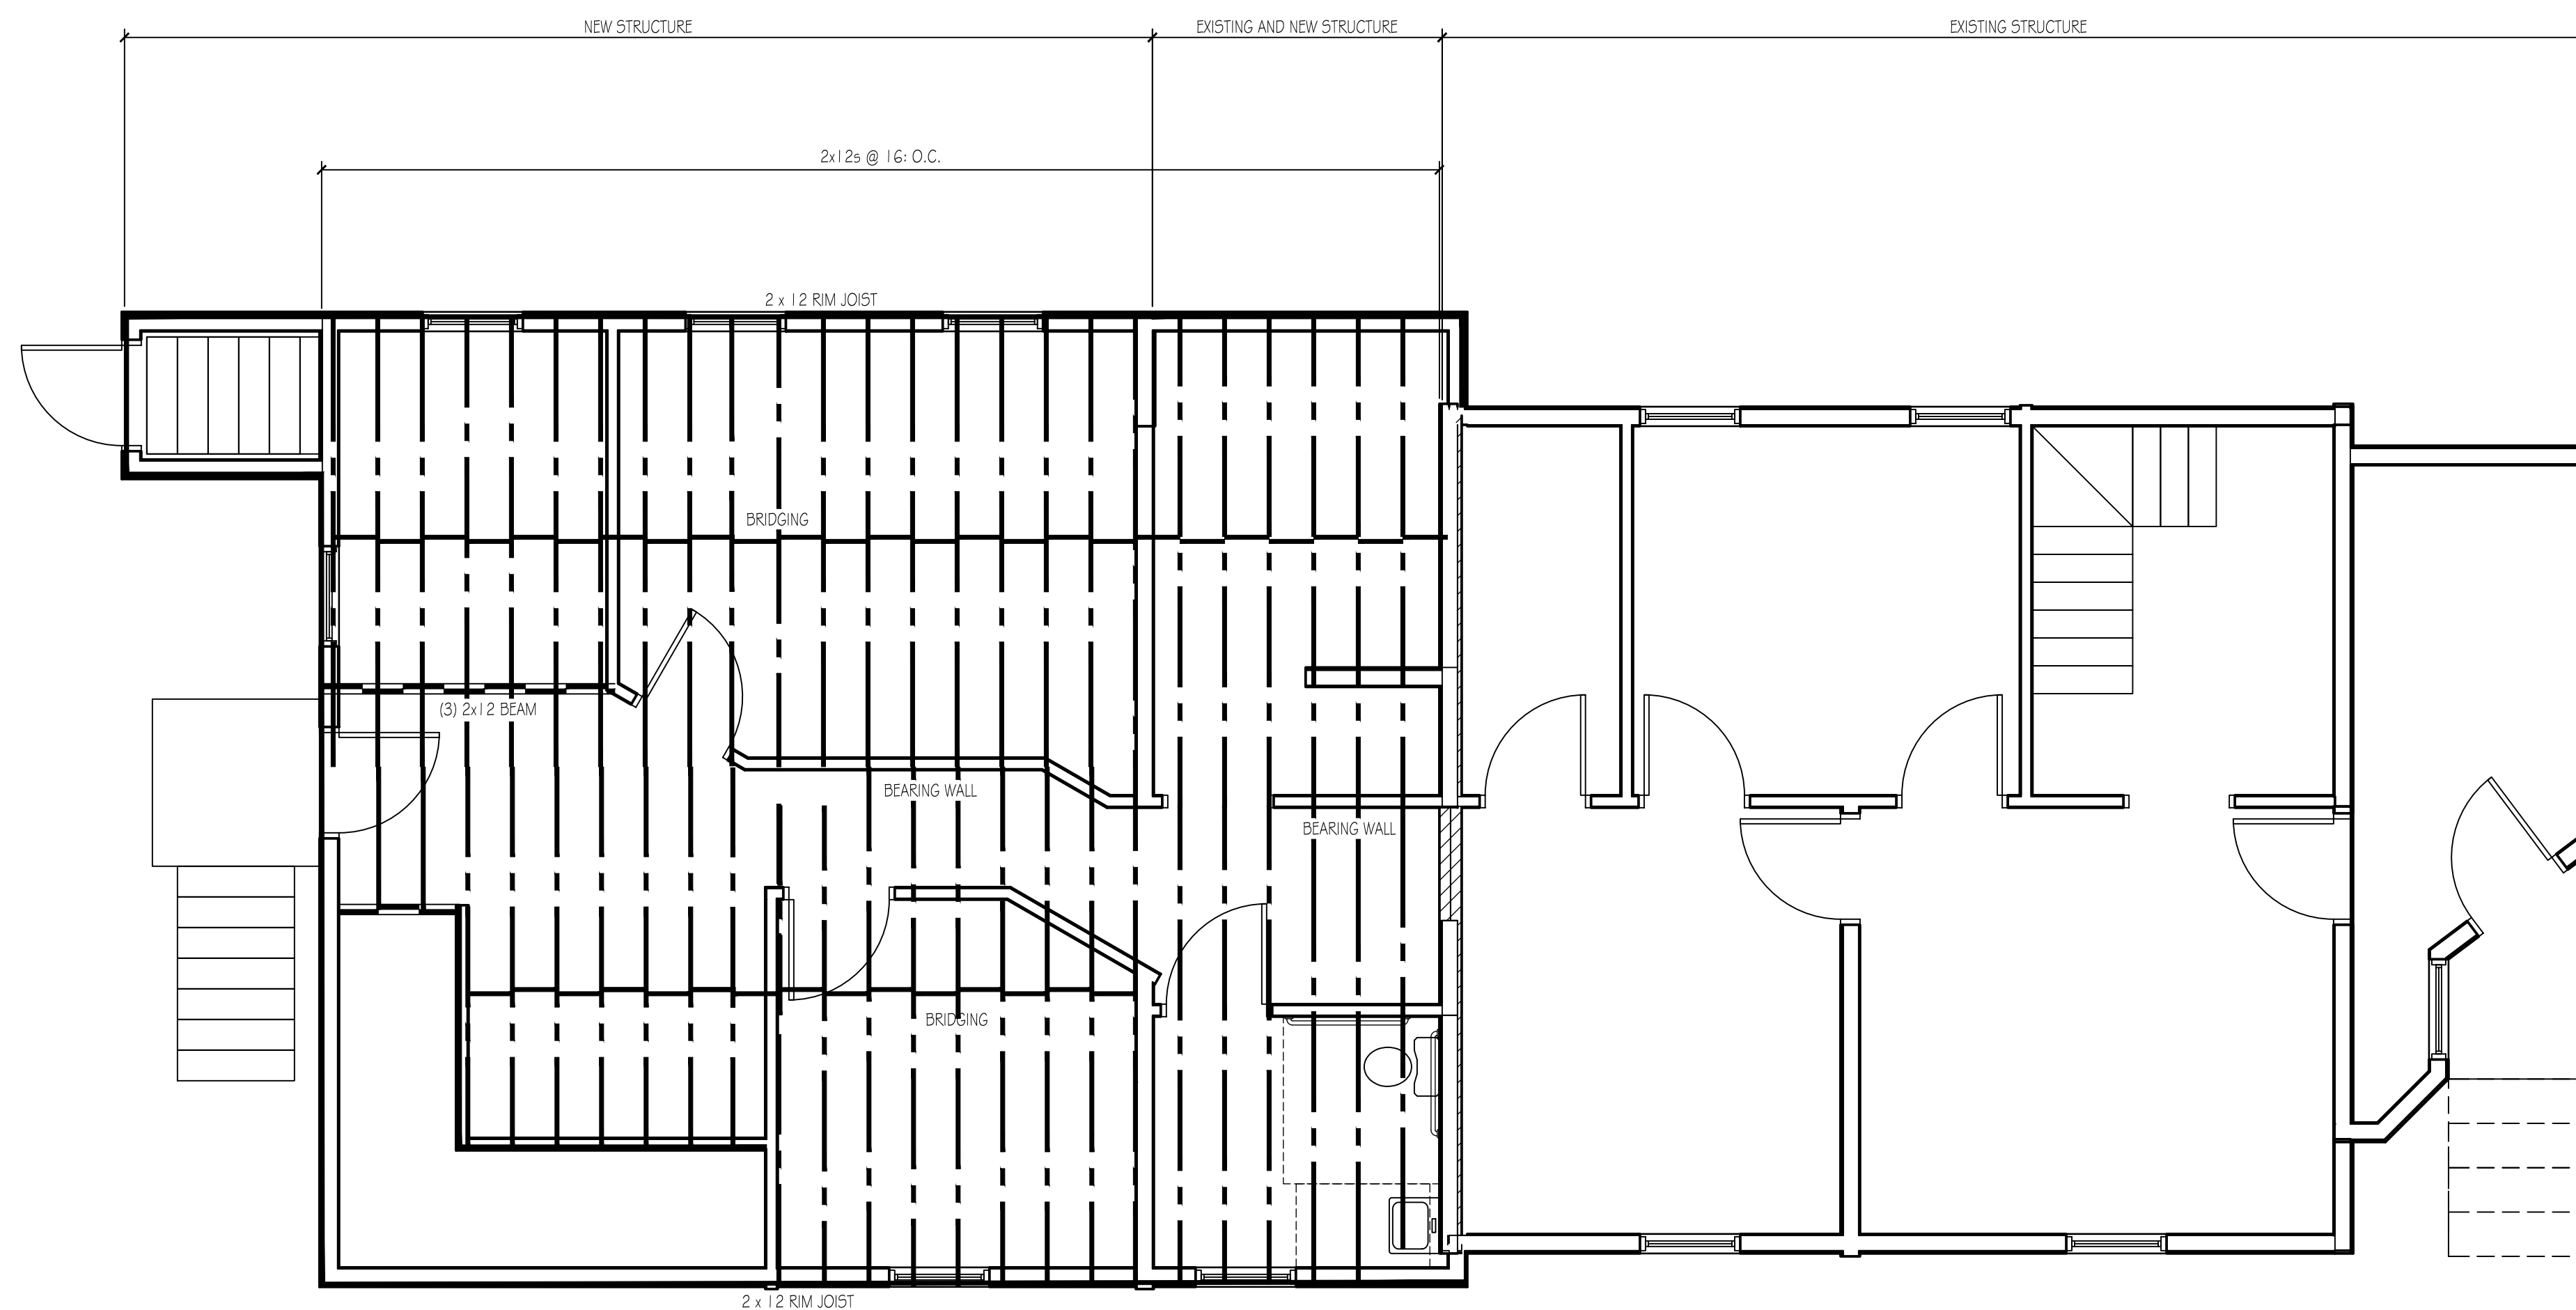 NEW STRUCTURE
EXISTING AND NEW STRUCTURE
EXISTING STRUCTURE
2x12s @ 16: O.C.
2 x 12 RIM JOIST
BRIDGING
(3) 2x12 BEAM
BEARING WALL
BEARING WALL
BRIDGING
2 x 12 RIM JOIST